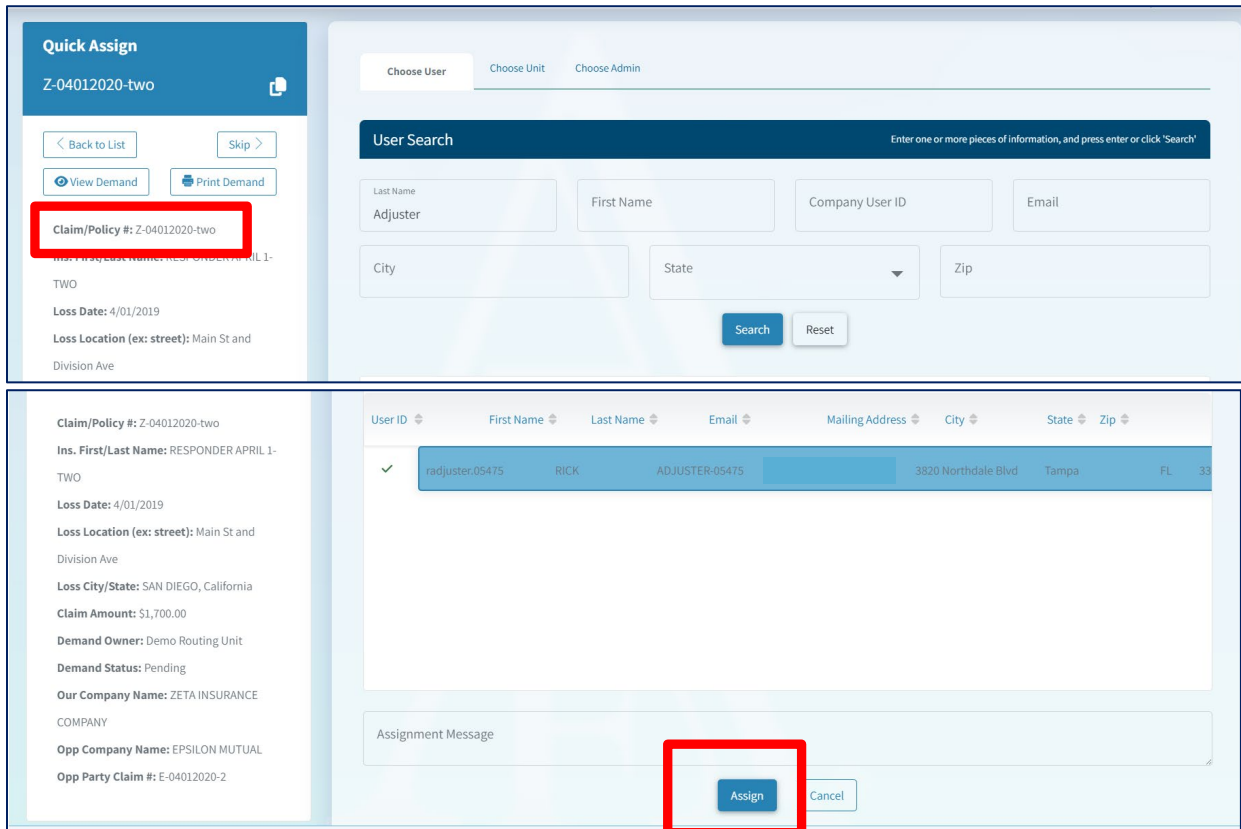 Quick Assign
Z-04012020-two
Back to List
Skip
View Demand
Print Demand
Claim/Policy #: Z-04012020-two
Ins. First/Last Name: RESPONDER APRIL 1-
TWO
Loss Date: 4/01/2019
Loss Location (ex: street): Main St and
Division Ave
Choose User
Choose Unit
Choose Admin
User Search
Enter one or more pieces of information, and press enter or click 'Search'
Last Name
Adjuster
First Name
Company User ID
Email
City
State
Zip
Search
Reset
Claim/Policy #: Z-04012020-two
Ins. First/Last Name: RESPONDER APRIL 1-
TWO
Loss Date: 4/01/2019
Loss Location (ex: street): Main St and
Division Ave
Loss City/State: SAN DIEGO, California
Claim Amount: $1,700.00
Demand Owner: Demo Routing Unit
Demand Status: Pending
Our Company Name: ZETA INSURANCE
COMPANY
Opp Company Name: EPSILON MUTUAL
Opp Party Claim #: E-04012020-2
User ID First Name Last Name Email Mailing Address City State Zip
radjuster.05475 RICK ADJUSTER-05475 3820 Northdale Blvd Tampa FL 33
Assignment Message
Assign
Cancel